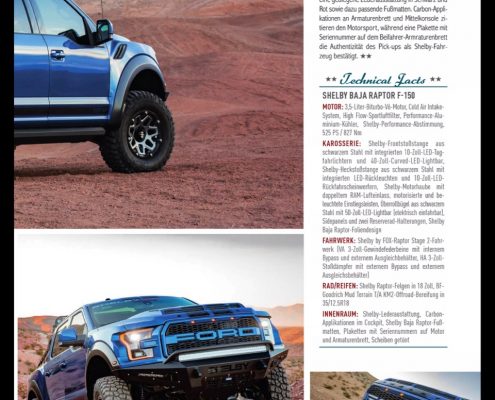 Rot sowie dazu passende Fußmatten. Carbon-Appl-
ikationen an Armaturenbrett und Mittelkonsole zi-
tieren den Motorsport, während eine Plakette mit
Seriennummer auf dem Beifahrer-Armaturenbrett
die Authentizität des Pick-ups als Shelby-Fahr-
zeug bestätigt. ★★
★★ Technical Facts ★★
SHELBY BAJA RAPTOR F-150
MOTOR: 3,5-Liter-Biturbo-V6-Motor, Cold Air Intake-
System, High Flow-Sportluftfilter, Performance-Alu-
minium-Kühler, Shelby-Performance-Abstimmung,
525 PS / 827 Nm
KAROSSERIE: Shelby-Frontstoßstange aus
schwarzem Stahl mit integrierten 10-Zoll-LED-Tag-
fahrlichtern und 40-Zoll-Curved-LED-Lightbar,
Shelby-Heckstoßstange aus schwarzem Stahl mit
integrierten LED-Rückleuchten und 10-Zoll-LED-
Rückfahrscheinwerfern, Shelby-Motorhaube mit
doppeltem RAM-Lufteinlass, motorisierte und be-
leuchtete Einstiegsleisten, Überrollbügel aus schwarzem
Stahl mit 50-Zoll-LED-Lightbar (elektrisch einfahrbar),
Sidepanels und zwei Reserverad-Halterungen, Shelby
Baja Raptor-Foliendesign
FAHRWERK: Shelby by FOX-Raptor Stage 2-Fahr-
werk (VA 3-Zoll-Gewindefederbeine mit internem
Bypass und externem Ausgleichbehälter, HA 3-Zoll-
Stoßdämpfer mit externem Bypass und externem
Ausgleichsbehälter)
RAD/REIFEN: Shelby Raptor-Felgen in 18 Zoll, BF-
Goodrich Mud Terrain T/A KM2-Offroad-Bereifung in
35/12.5R18
INNENRAUM: Shelby-Lederausstattung, Carbon-
Applikationen im Cockpit, Shelby Baja Raptor-Fuß-
matten, Plaketten mit Seriennummern auf Motor
und Armaturenbrett, Scheiben getönt
FORD